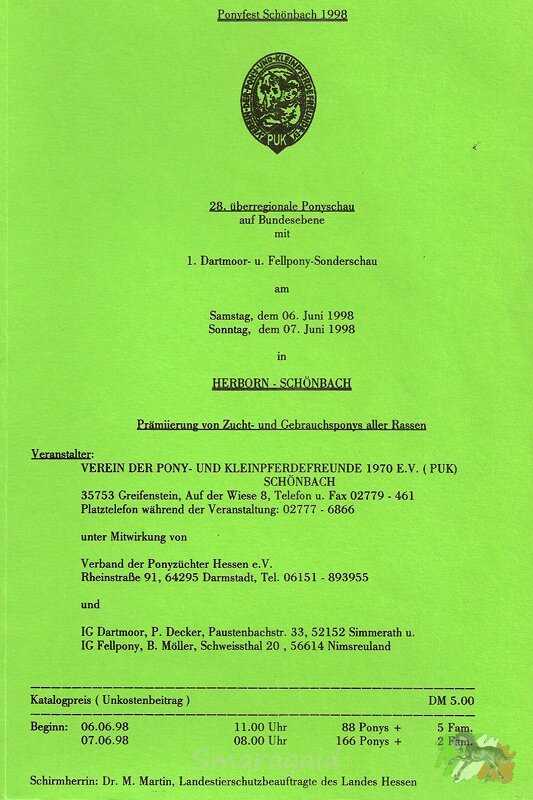 Ponyfest Schönbach 1998
VEREIN-DER-PONY-UND-KLEINPFERDEFREUNDE
PUK
28. überregionale Ponyschau
auf Bundesebene
mit
1. Dartmoor- u. Fellpony-Sonderschau
am
Samstag, dem 06. Juni 1998
Sonntag, dem 07. Juni 1998
in
HERBORN - SCHÖNBACH
Prämiierung von Zucht- und Gebrauchsponys aller Rassen
Veranstalter:
VEREIN DER PONY- UND KLEINPFERDEFREUNDE 1970 E.V. ( PUK)
SCHÖNBACH
35753 Greifenstein, Auf der Wiese 8, Telefon u. Fax 02779 - 461
Platztelefon während der Veranstaltung: 02777 - 6866
unter Mitwirkung von
Verband der Ponyzüchter Hessen e.V.
Rheinstraße 91, 64295 Darmstadt, Tel. 06151 - 893955
und
IG Dartmoor, P. Decker, Paustenbachstr. 33, 52152 Simmerath u.
IG Fellpony, B. Möller, Schweissthal 20 , 56614 Nimsreuland
Katalogpreis ( Unkostenbeitrag ) DM 5.00
Beginn: 06.06.98 11.00 Uhr 88 Ponys + 5 Fam.
07.06.98 08.00 Uhr 166 Ponys + 2 Fam.
Smaragaid
Schirmherrin: Dr. M. Martin, Landestierschutzbeauftragte des Landes Hessen